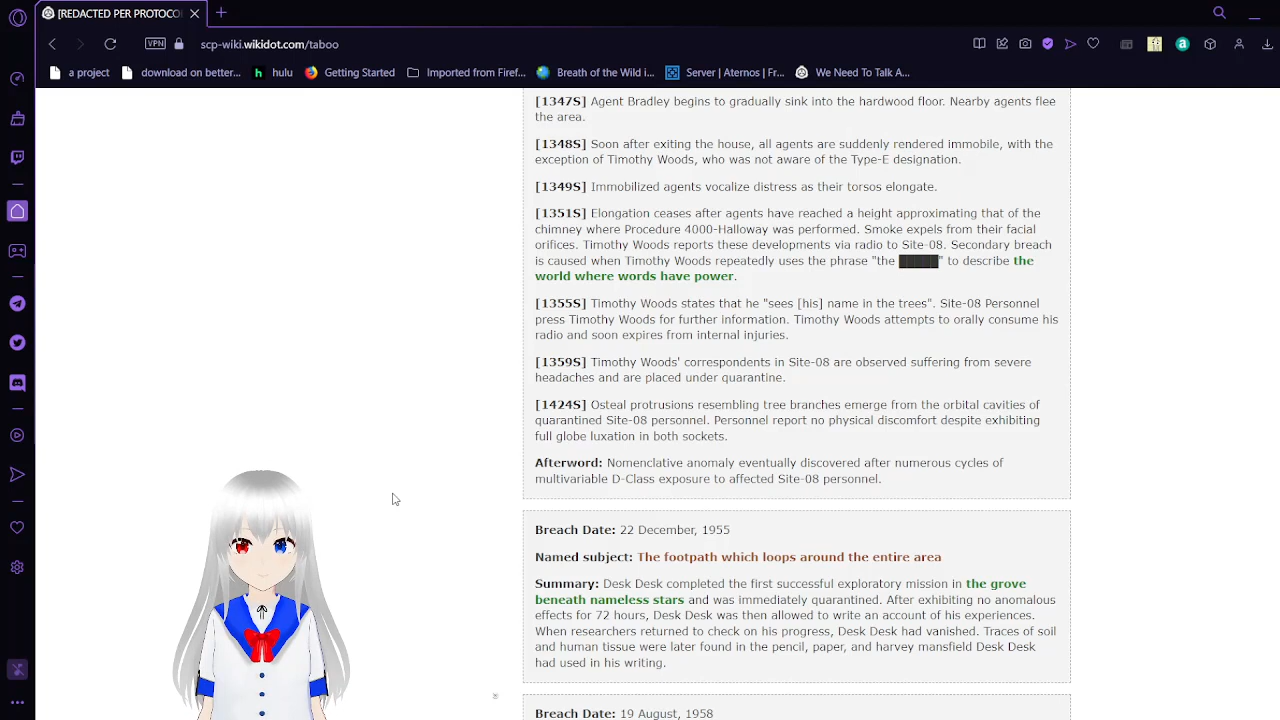 [REDACTED PER PROTOCO
VPN
scp-wiki.wikidot.com/taboo
a project
download on better...
hulu
Getting Started
Imported from Firef...
Breath of the Wild i...
Server | Aternos | Fr...
We Need To Talk A...
[1347S] Agent Bradley begins to gradually sink into the hardwood floor. Nearby agents flee
the area.
[1348S] Soon after exiting the house, all agents are suddenly rendered immobile, with the
exception of Timothy Woods, who was not aware of the Type-E designation.
[1349S] Immobilized agents vocalize distress as their torsos elongate.
[1351S] Elongation ceases after agents have reached a height approximating that of the
chimney where Procedure 4000-Halloway was performed. Smoke expels from their facial
orifices. Timothy Woods reports these developments via radio to Site-08. Secondary breach
is caused when Timothy Woods repeatedly uses the phrase "the █████" to describe the
world where words have power.
[1355S] Timothy Woods states that he "sees [his] name in the trees". Site-08 Personnel
press Timothy Woods for further information. Timothy Woods attempts to orally consume his
radio and soon expires from internal injuries.
[1359S] Timothy Woods' correspondents in Site-08 are observed suffering from severe
headaches and are placed under quarantine.
[1424S] Osteal protrusions resembling tree branches emerge from the orbital cavities of
quarantined Site-08 personnel. Personnel report no physical discomfort despite exhibiting
full globe luxation in both sockets.
Afterword: Nomenclative anomaly eventually discovered after numerous cycles of
multivariable D-Class exposure to affected Site-08 personnel.
Breach Date: 22 December, 1955
Named subject: The footpath which loops around the entire area
Summary: Desk Desk completed the first successful exploratory mission in the grove
beneath nameless stars and was immediately quarantined. After exhibiting no anomalous
effects for 72 hours, Desk Desk was then allowed to write an account of his experiences.
When researchers returned to check on his progress, Desk Desk had vanished. Traces of soil
and human tissue were later found in the pencil, paper, and harvey mansfield Desk Desk
had used in his writing.
Breach Date: 19 August, 1958